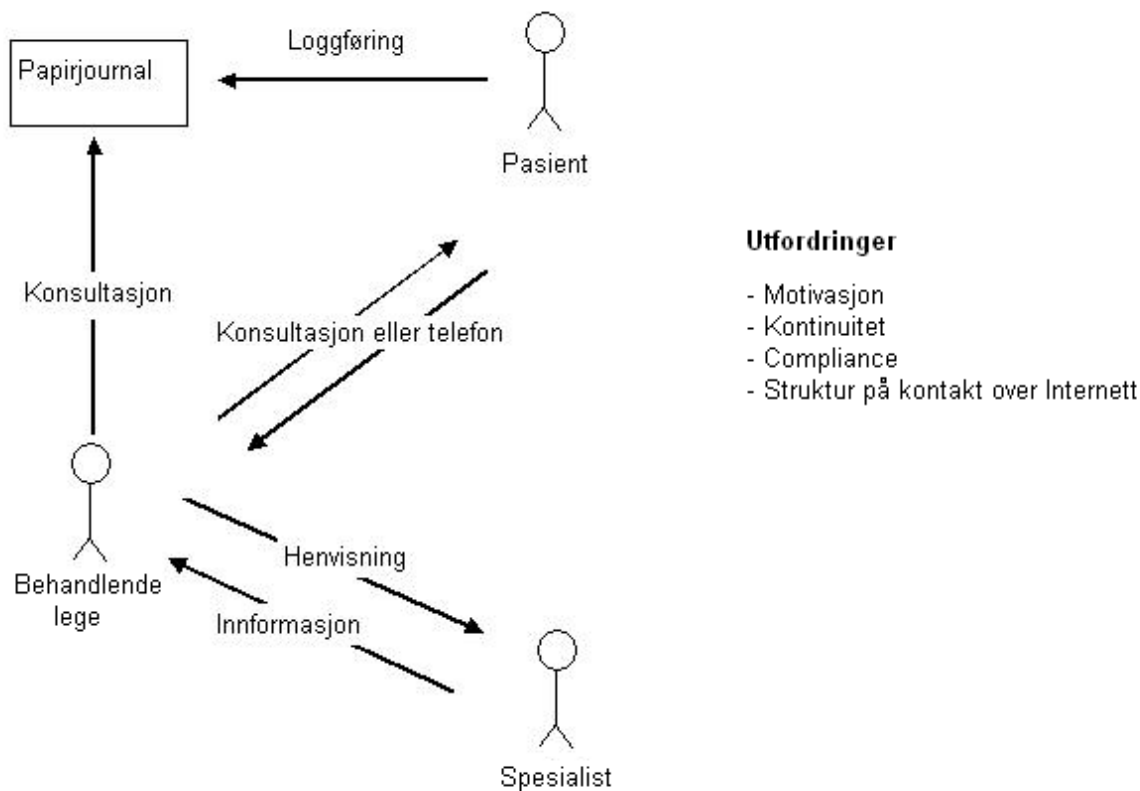 Loggføring
Papirjournal
Pasient
Utfordringer
- Motivasjon
- Kontinuitet
- Compliance
- Struktur på kontakt over Internett
Konsultasjon
Konsultasjon eller telefon
Henvisning
Behandlende
lege
Innformasjon
Spesialist